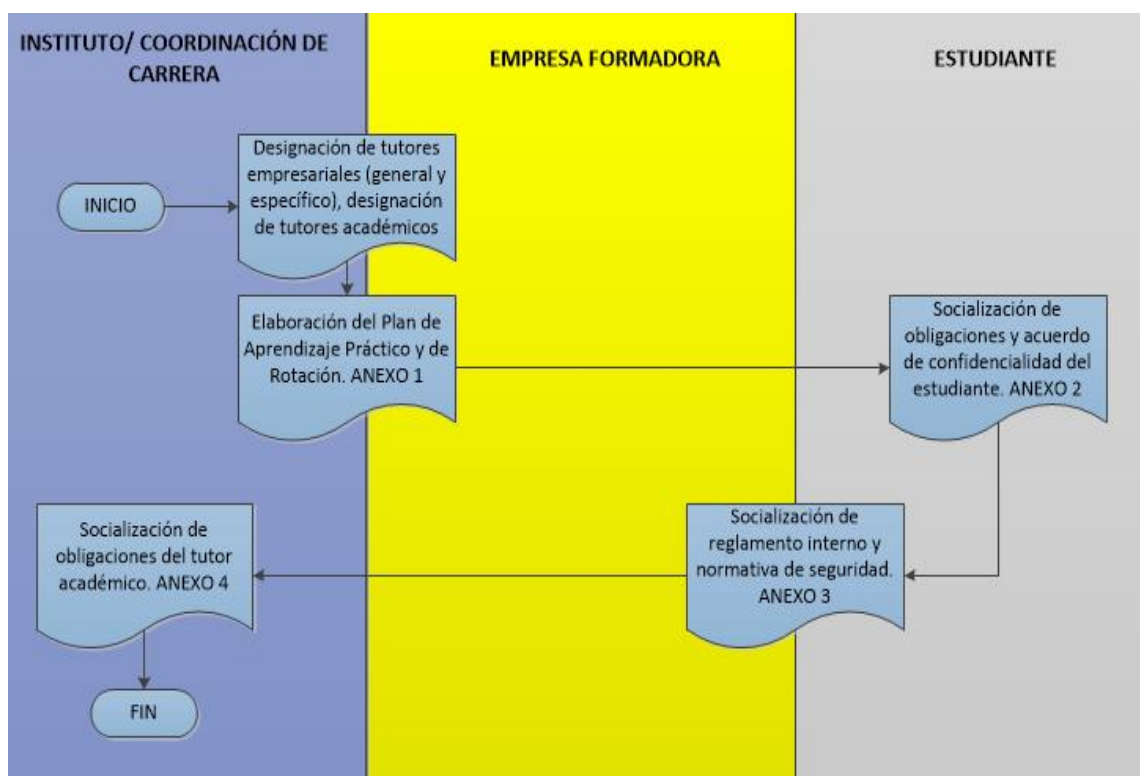 INSTITUTO/ COORDINACIÓN DE
CARRERA
EMPRESA FORMADORA
ESTUDIANTE
INICIO
Designación de tutores
empresariales (general y
específico), designación
de tutores académicos
Elaboración del Plan de
Aprendizaje Práctico y de
Rotación. ANEXO 1
Socialización de
obligaciones y acuerdo
de confidencialidad del
estudiante. ANEXO 2
Socialización de
reglamento interno y
normativa de seguridad.
ANEXO 3
Socialización de
obligaciones del tutor
académico. ANEXO 4
FIN